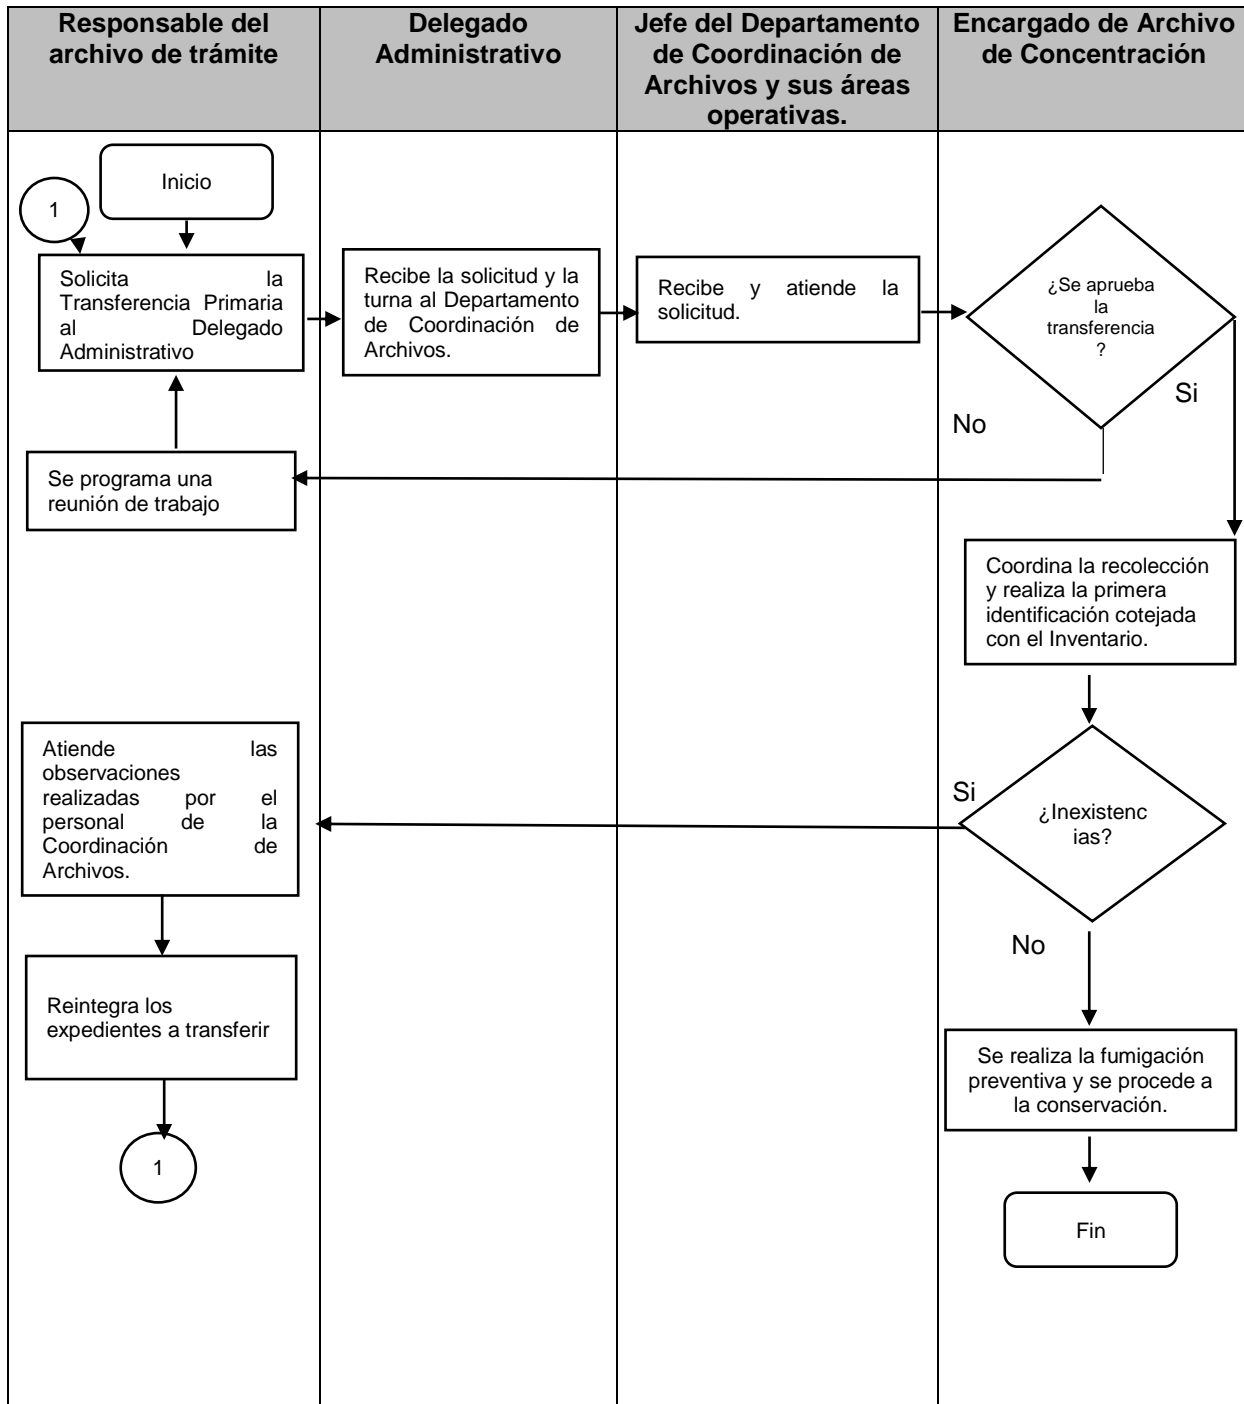 Responsable del
archivo de trámite
Delegado
Administrativo
Jefe del Departamento
de Coordinación de
Archivos y sus áreas
operativas.
Encargado de Archivo
de Concentración
Inicio
1
Solicita la
Transferencia Primaria
al Delegado
Administrativo
Recibe la solicitud y la
turna al Departamento
de Coordinación de
Archivos.
Recibe y atiende la
solicitud.
¿Se aprueba
la
transferencia
?
Si
No
Se programa una
reunión de trabajo
Coordina la recolección
y realiza la primera
identificación cotejada
con el Inventario.
Atiende las
observaciones
realizadas por el
personal de la
Coordinación de
Archivos.
Si
¿Inexistenc
ias?
No
Reintegra los
expedientes a transferir
Se realiza la fumigación
preventiva y se procede a
la conservación.
1
Fin